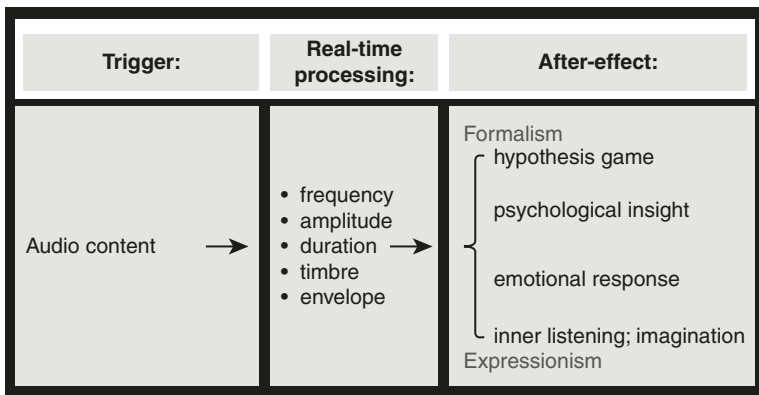 Trigger:
Real-time
processing:
After-effect:
Audio content
• frequency
• amplitude
• duration
• timbre
• envelope
Formalism
hypothesis game
psychological insight
emotional response
inner listening; imagination
Expressionism